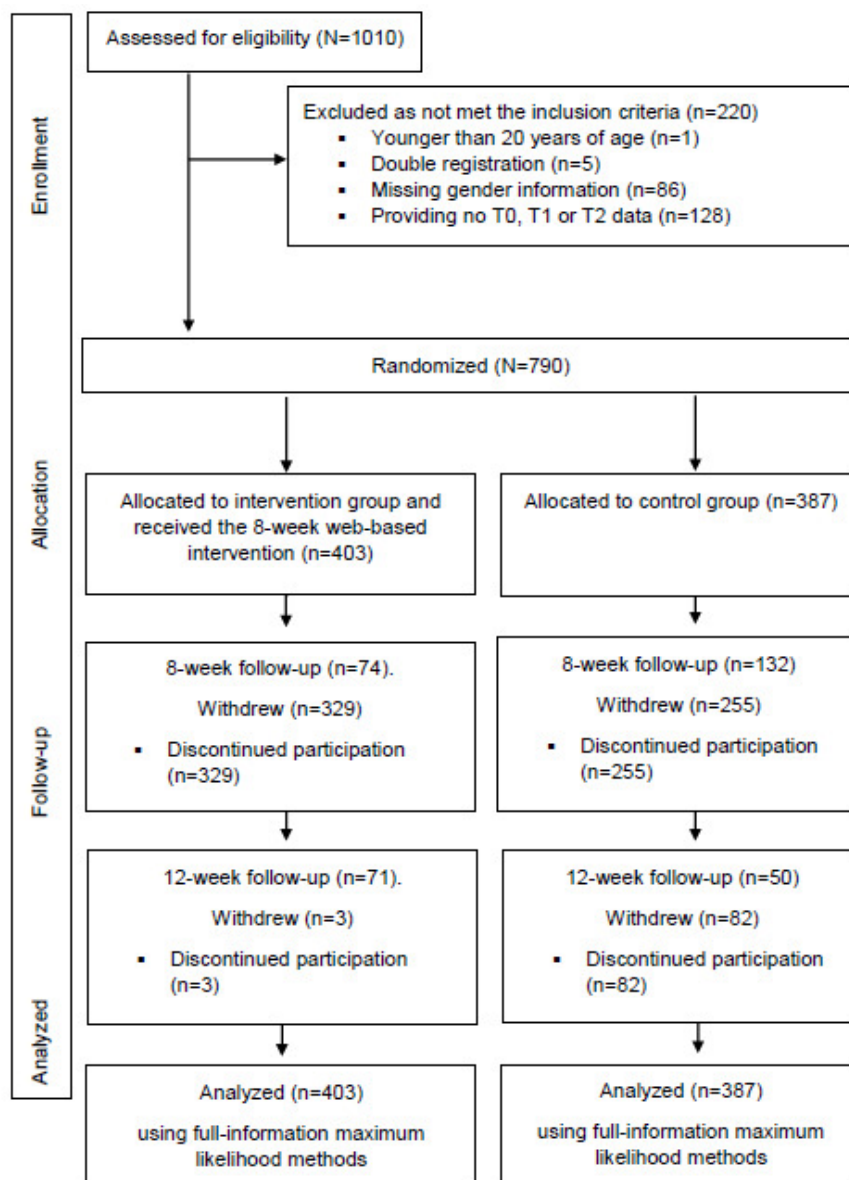 Assessed for eligibility (N=1010)
Excluded as not met the inclusion criteria (n=220)
▪ Younger than 20 years of age (n=1)
▪ Double registration (n=5)
▪ Missing gender information (n=86)
▪ Providing no T0, T1 or T2 data (n=128)
Enrollment
Randomized (N=790)
Allocation
Allocated to intervention group and
received the 8-week web-based
intervention (n=403)
Allocated to control group (n=387)
Follow-up
8-week follow-up (n=74).
Withdrew (n=329)
▪ Discontinued participation
(n=329)
8-week follow-up (n=132)
Withdrew (n=255)
▪ Discontinued participation
(n=255)
12-week follow-up (n=71).
Withdrew (n=3)
▪ Discontinued participation
(n=3)
12-week follow-up (n=50)
Withdrew (n=82)
▪ Discontinued participation
(n=82)
Analyzed
Analyzed (n=403)
using full-information maximum
likelihood methods
Analyzed (n=387)
using full-information maximum
likelihood methods